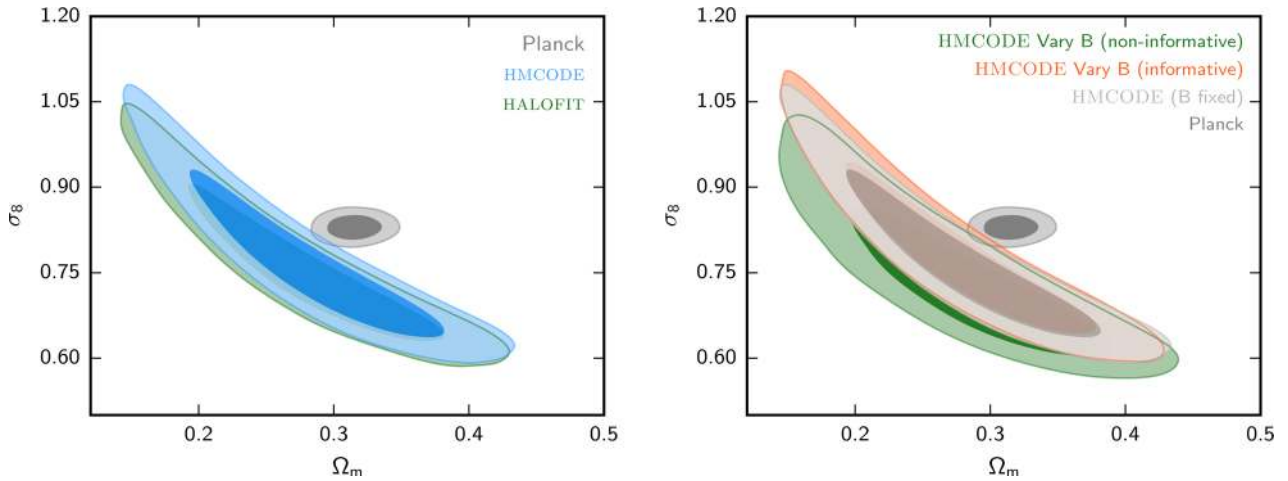 1.20
1.05
0.90
0.75
0.60
σ₈
0.2
0.3
0.4
0.5
Ωₘ
Planck
HMCODE
HALOFIT
1.20
1.05
0.90
0.75
0.60
σ₈
0.2
0.3
0.4
0.5
Ωₘ
HMCODE Vary B (non-informative)
HMCODE Vary B (informative)
HMCODE (B fixed)
Planck